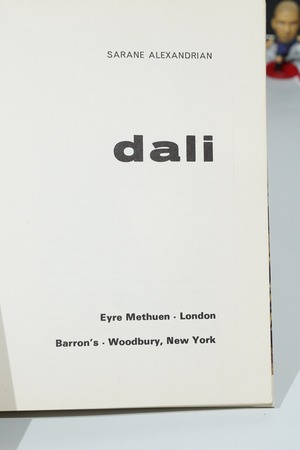 SARANE ALEXANDRIAN
dali
Eyre Methuen · London
Barron's · Woodbury, New York